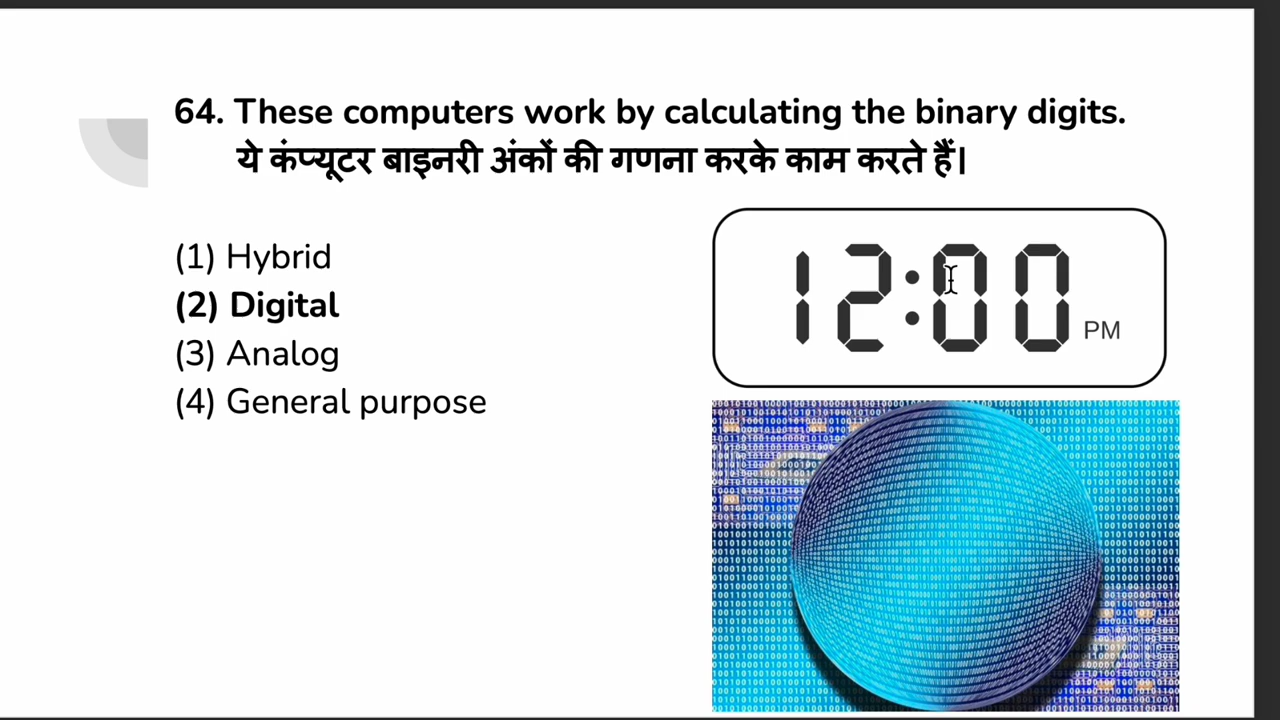 64. These computers work by calculating the binary digits.
ये कंप्यूटर बाइनरी अंकों की गणना करके काम करते हैं।
(1) Hybrid
(2) Digital
(3) Analog
(4) General purpose
12:00 PM